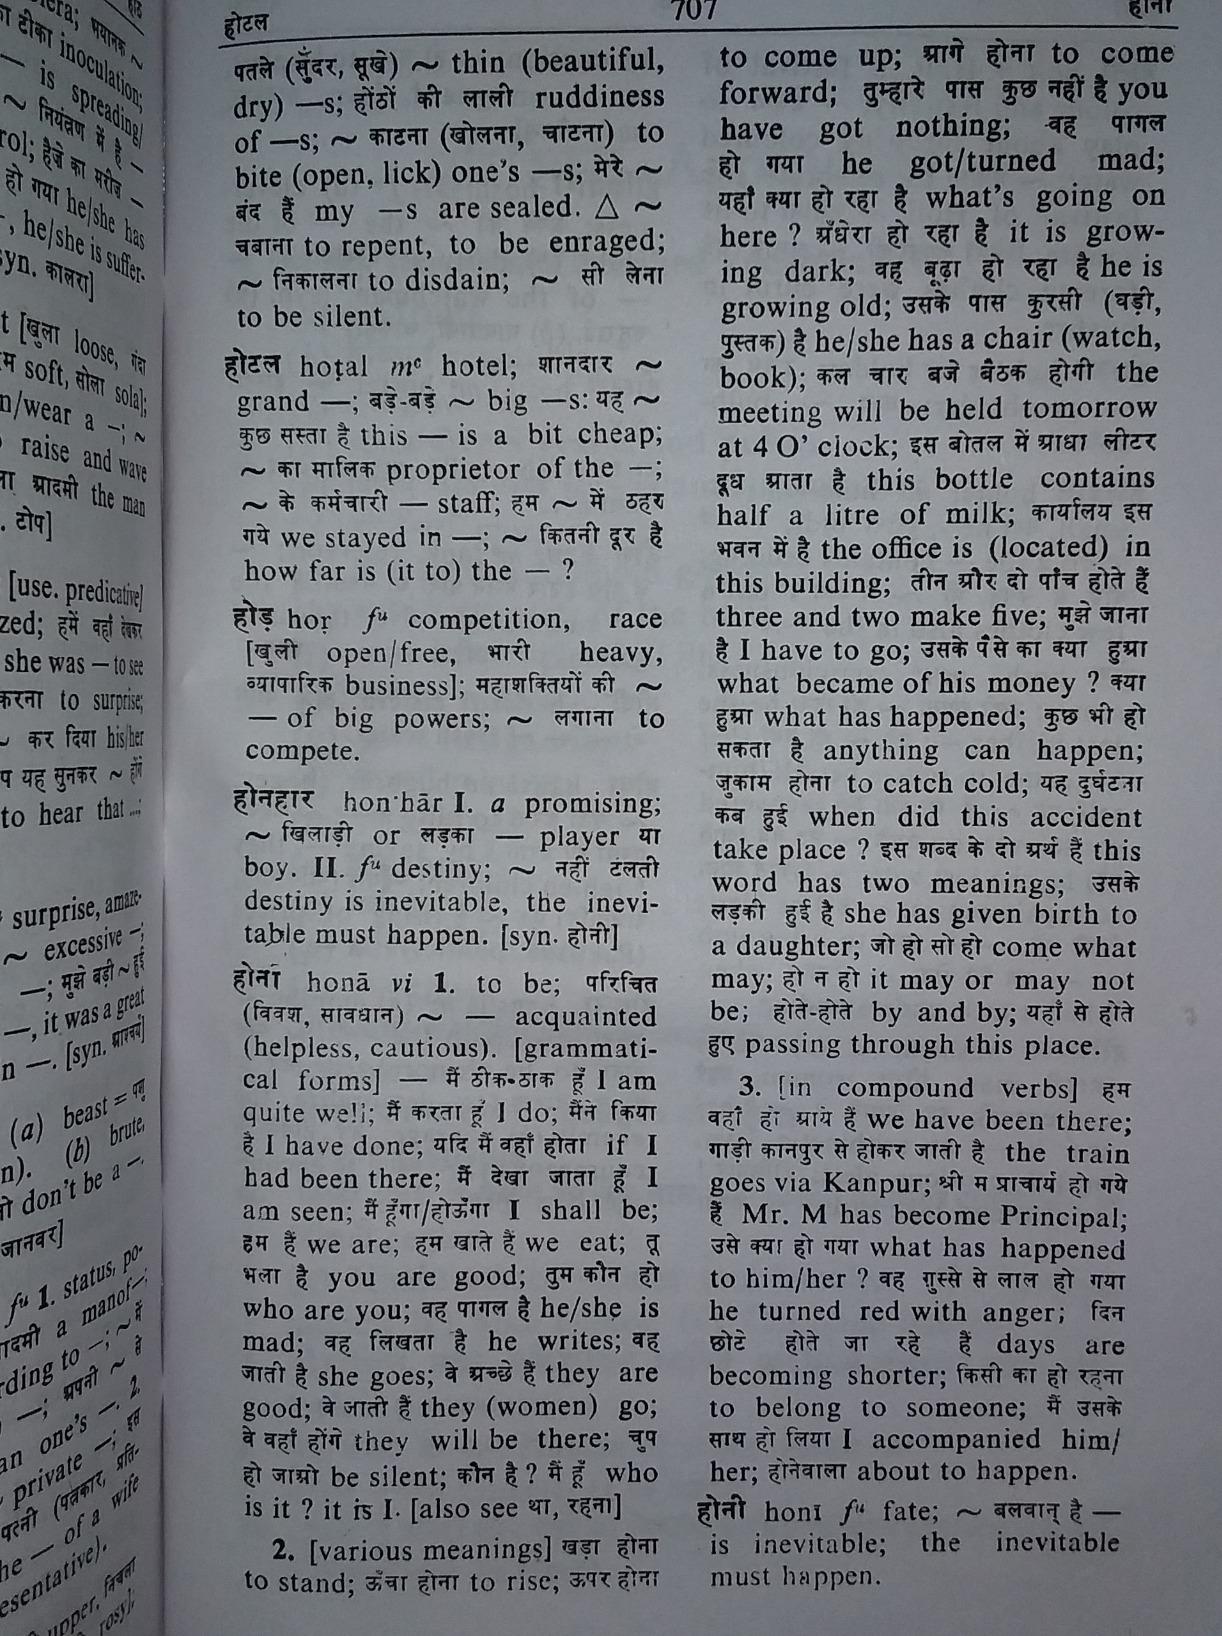 होटल
707
होना
पतले (सुँदर, सूखे) ~ thin (beautiful,
dry) —s; होंठों की लाली ruddiness
of —s; ~ काटना (खोलना, चाटना) to
bite (open, lick) one's —s; मेरे ~
बंद हैं my —s are sealed. △ ~
चबाना to repent, to be enraged;
~ निकालना to disdain; ~ सी लेना
to be silent.
होटल hoṭal mᶜ hotel; शानदार ~
grand —; बड़े-बड़े ~ big —s: यह ~
कुछ सस्ता है this — is a bit cheap;
~ का मालिक proprietor of the —;
~ के कर्मचारी — staff; हम ~ में ठहर
गये we stayed in —; ~ कितनी दूर है
how far is (it to) the — ?
होड़ hoṛ fᵘ competition, race
[खुली open/free, भारी heavy,
व्यापारिक business]; महाशक्तियों की ~
— of big powers; ~ लगाना to
compete.
होनहार hon·hār I. a promising;
~ खिलाड़ी or लड़का — player या
boy. II. fᵘ destiny; ~ नहीं टलती
destiny is inevitable, the inevi-
table must happen. [syn. होनी]
होना honā vi 1. to be; परिचित
(विवश, सावधान) ~ — acquainted
(helpless, cautious). [grammati-
cal forms] — मैं ठीक-ठाक हूँ I am
quite well; मैं करता हूँ I do; मैंने किया
है I have done; यदि मैं वहाँ होता if I
had been there; मैं देखा जाता हूँ I
am seen; मैं हूँगा/होऊँगा I shall be;
हम हैं we are; हम खाते हैं we eat; तू
भला है you are good; तुम कौन हो
who are you; वह पागल है he/she is
mad; वह लिखता है he writes; वह
जाती है she goes; वे अच्छे हैं they are
good; वे जाती हैं they (women) go;
वे वहाँ होंगे they will be there; चुप
हो जाओ be silent; कौन है ? मैं हूँ who
is it ? it is I. [also see था, रहना]
2. [various meanings] खड़ा होना
to stand; ऊँचा होना to rise; ऊपर होना
to come up; आगे होना to come
forward; तुम्हारे पास कुछ नहीं है you
have got nothing; वह पागल
हो गया he got/turned mad;
यहाँ क्या हो रहा है what's going on
here ? अँधेरा हो रहा है it is grow-
ing dark; वह बूढ़ा हो रहा है he is
growing old; उसके पास कुरसी (घड़ी,
पुस्तक) है he/she has a chair (watch,
book); कल चार बजे बैठक होगी the
meeting will be held tomorrow
at 4 O' clock; इस बोतल में आधा लीटर
दूध आता है this bottle contains
half a litre of milk; कार्यालय इस
भवन में है the office is (located) in
this building; तीन और दो पाँच होते हैं
three and two make five; मुझे जाना
है I have to go; उसके पैसे का क्या हुआ
what became of his money ? क्या
हुआ what has happened; कुछ भी हो
सकता है anything can happen;
ज़ुकाम होना to catch cold; यह दुर्घटना
कब हुई when did this accident
take place ? इस शब्द के दो अर्थ हैं this
word has two meanings; उसके
लड़की हुई है she has given birth to
a daughter; जो हो सो हो come what
may; हो न हो it may or may not
be; होते-होते by and by; यहाँ से होते
हुए passing through this place.
3. [in compound verbs] हम
वहाँ हो आये हैं we have been there;
गाड़ी कानपुर से होकर जाती है the train
goes via Kanpur; श्री म प्राचार्य हो गये
हैं Mr. M has become Principal;
उसे क्या हो गया what has happened
to him/her ? वह ग़ुस्से से लाल हो गया
he turned red with anger; दिन
छोटे होते जा रहे हैं days are
becoming shorter; किसी का हो रहना
to belong to someone; मैं उसके
साथ हो लिया I accompanied him/
her; होनेवाला about to happen.
होनी honī fᵘ fate; ~ बलवान् है —
is inevitable; the inevitable
must happen.